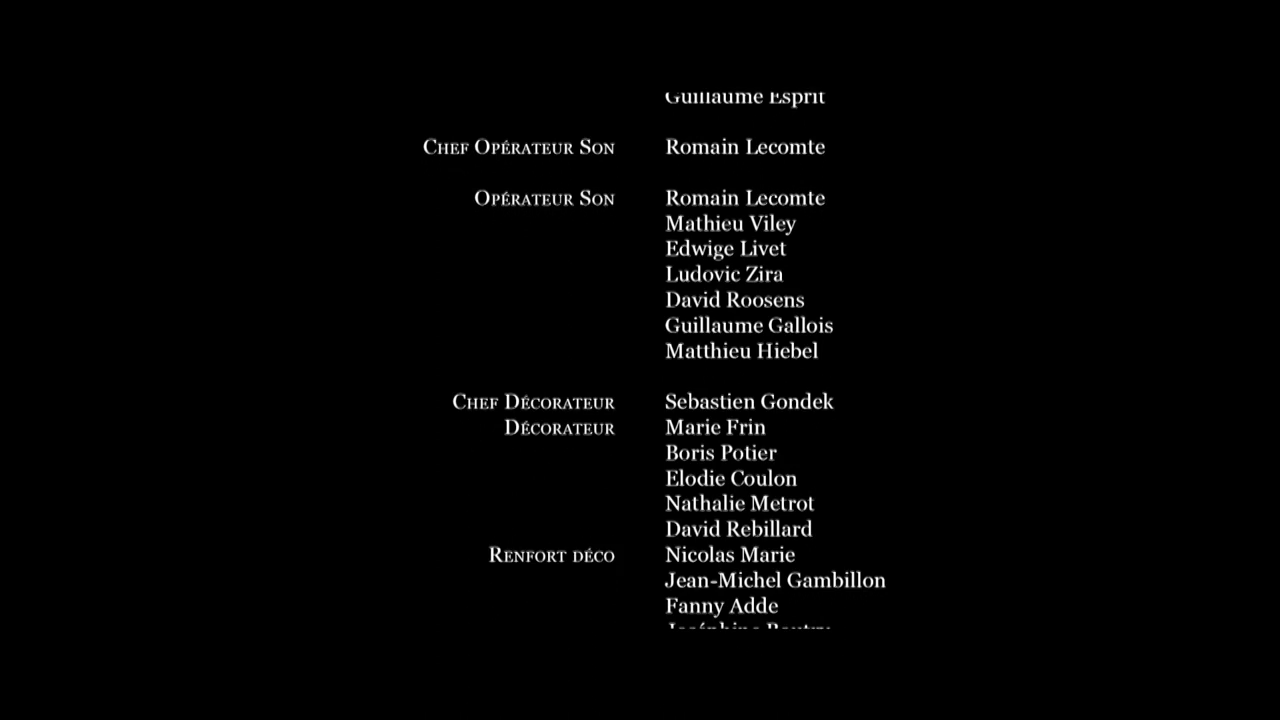 Guillaume Esprit
Chef Opérateur Son Romain Lecomte
Opérateur Son Romain Lecomte
Mathieu Viley
Edwige Livet
Ludovic Zira
David Roosens
Guillaume Gallois
Matthieu Hiebel
Chef Décorateur Sebastien Gondek
Décorateur Marie Frin
Boris Potier
Elodie Coulon
Nathalie Metrot
David Rebillard
Renfort déco Nicolas Marie
Jean-Michel Gambillon
Fanny Adde